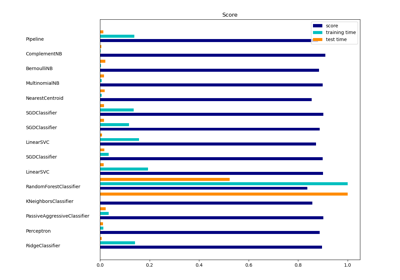 Score
score
training time
test time
Pipeline
ComplementNB
BernoulliNB
MultinomialNB
NearestCentroid
SGDClassifier
SGDClassifier
LinearSVC
SGDClassifier
LinearSVC
RandomForestClassifier
KNeighborsClassifier
PassiveAggressiveClassifier
Perceptron
RidgeClassifier
0.0 0.2 0.4 0.6 0.8 1.0